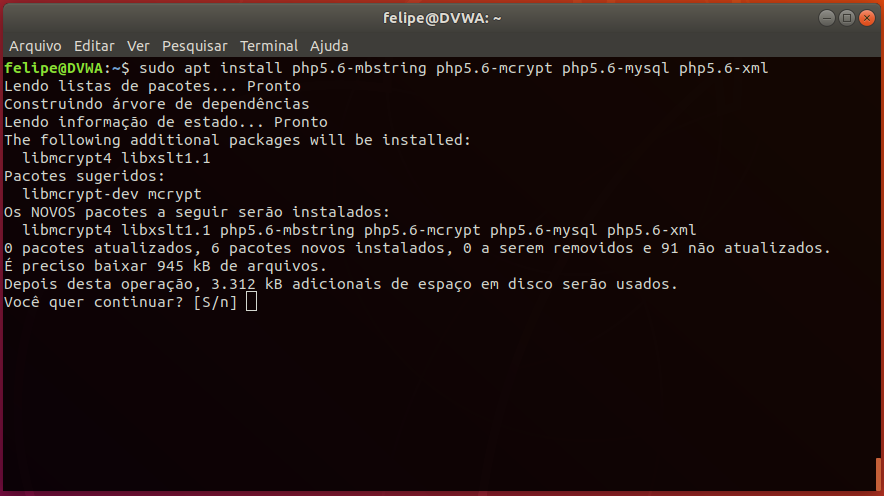 felipe@DVWA: ~
Arquivo Editar Ver Pesquisar Terminal Ajuda
felipe@DVWA:~$ sudo apt install php5.6-mbstring php5.6-mcrypt php5.6-mysql php5.6-xml
Lendo listas de pacotes... Pronto
Construindo árvore de dependências
Lendo informação de estado... Pronto
The following additional packages will be installed:
  libmcrypt4 libxslt1.1
Pacotes sugeridos:
  libmcrypt-dev mcrypt
Os NOVOS pacotes a seguir serão instalados:
  libmcrypt4 libxslt1.1 php5.6-mbstring php5.6-mcrypt php5.6-mysql php5.6-xml
0 pacotes atualizados, 6 pacotes novos instalados, 0 a serem removidos e 91 não atualizados.
É preciso baixar 945 kB de arquivos.
Depois desta operação, 3.312 kB adicionais de espaço em disco serão usados.
Você quer continuar? [S/n]